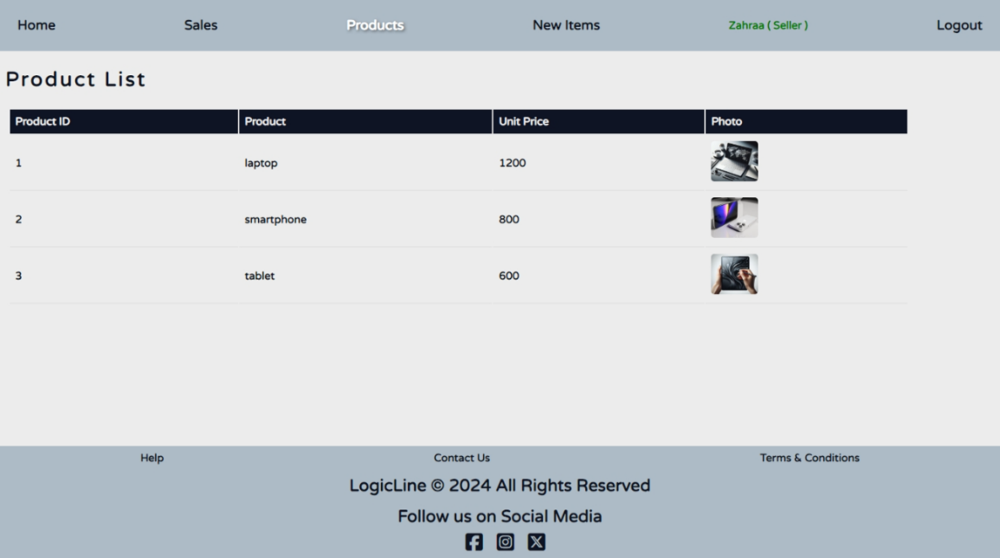 Home Sales Products New Items Zahraa ( Seller ) Logout
Product List
Product ID Product Unit Price Photo
1 laptop 1200
2 smartphone 800
3 tablet 600
Help Contact Us Terms & Conditions
LogicLine © 2024 All Rights Reserved
Follow us on Social Media